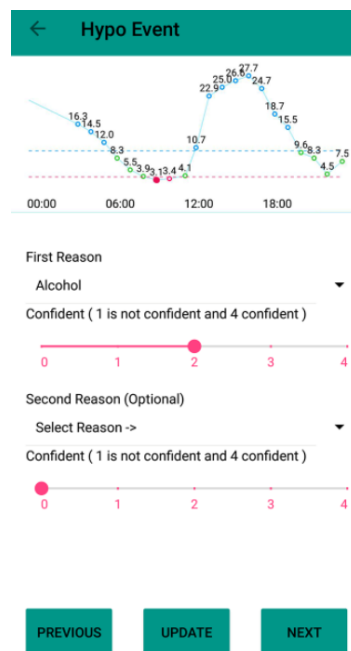 Hypo Event
27.7
26.6
25.0
24.7
22.9
18.7
16.3
15.5
14.5
12.0
10.7
9.6
8.3
8.3
7.5
5.5
4.5
3.9
3.1
3.4
4.1
00:00 06:00 12:00 18:00
First Reason
Alcohol
Confident ( 1 is not confident and 4 confident )
0 1 2 3 4
Second Reason (Optional)
Select Reason ->
Confident ( 1 is not confident and 4 confident )
0 1 2 3 4
PREVIOUS UPDATE NEXT